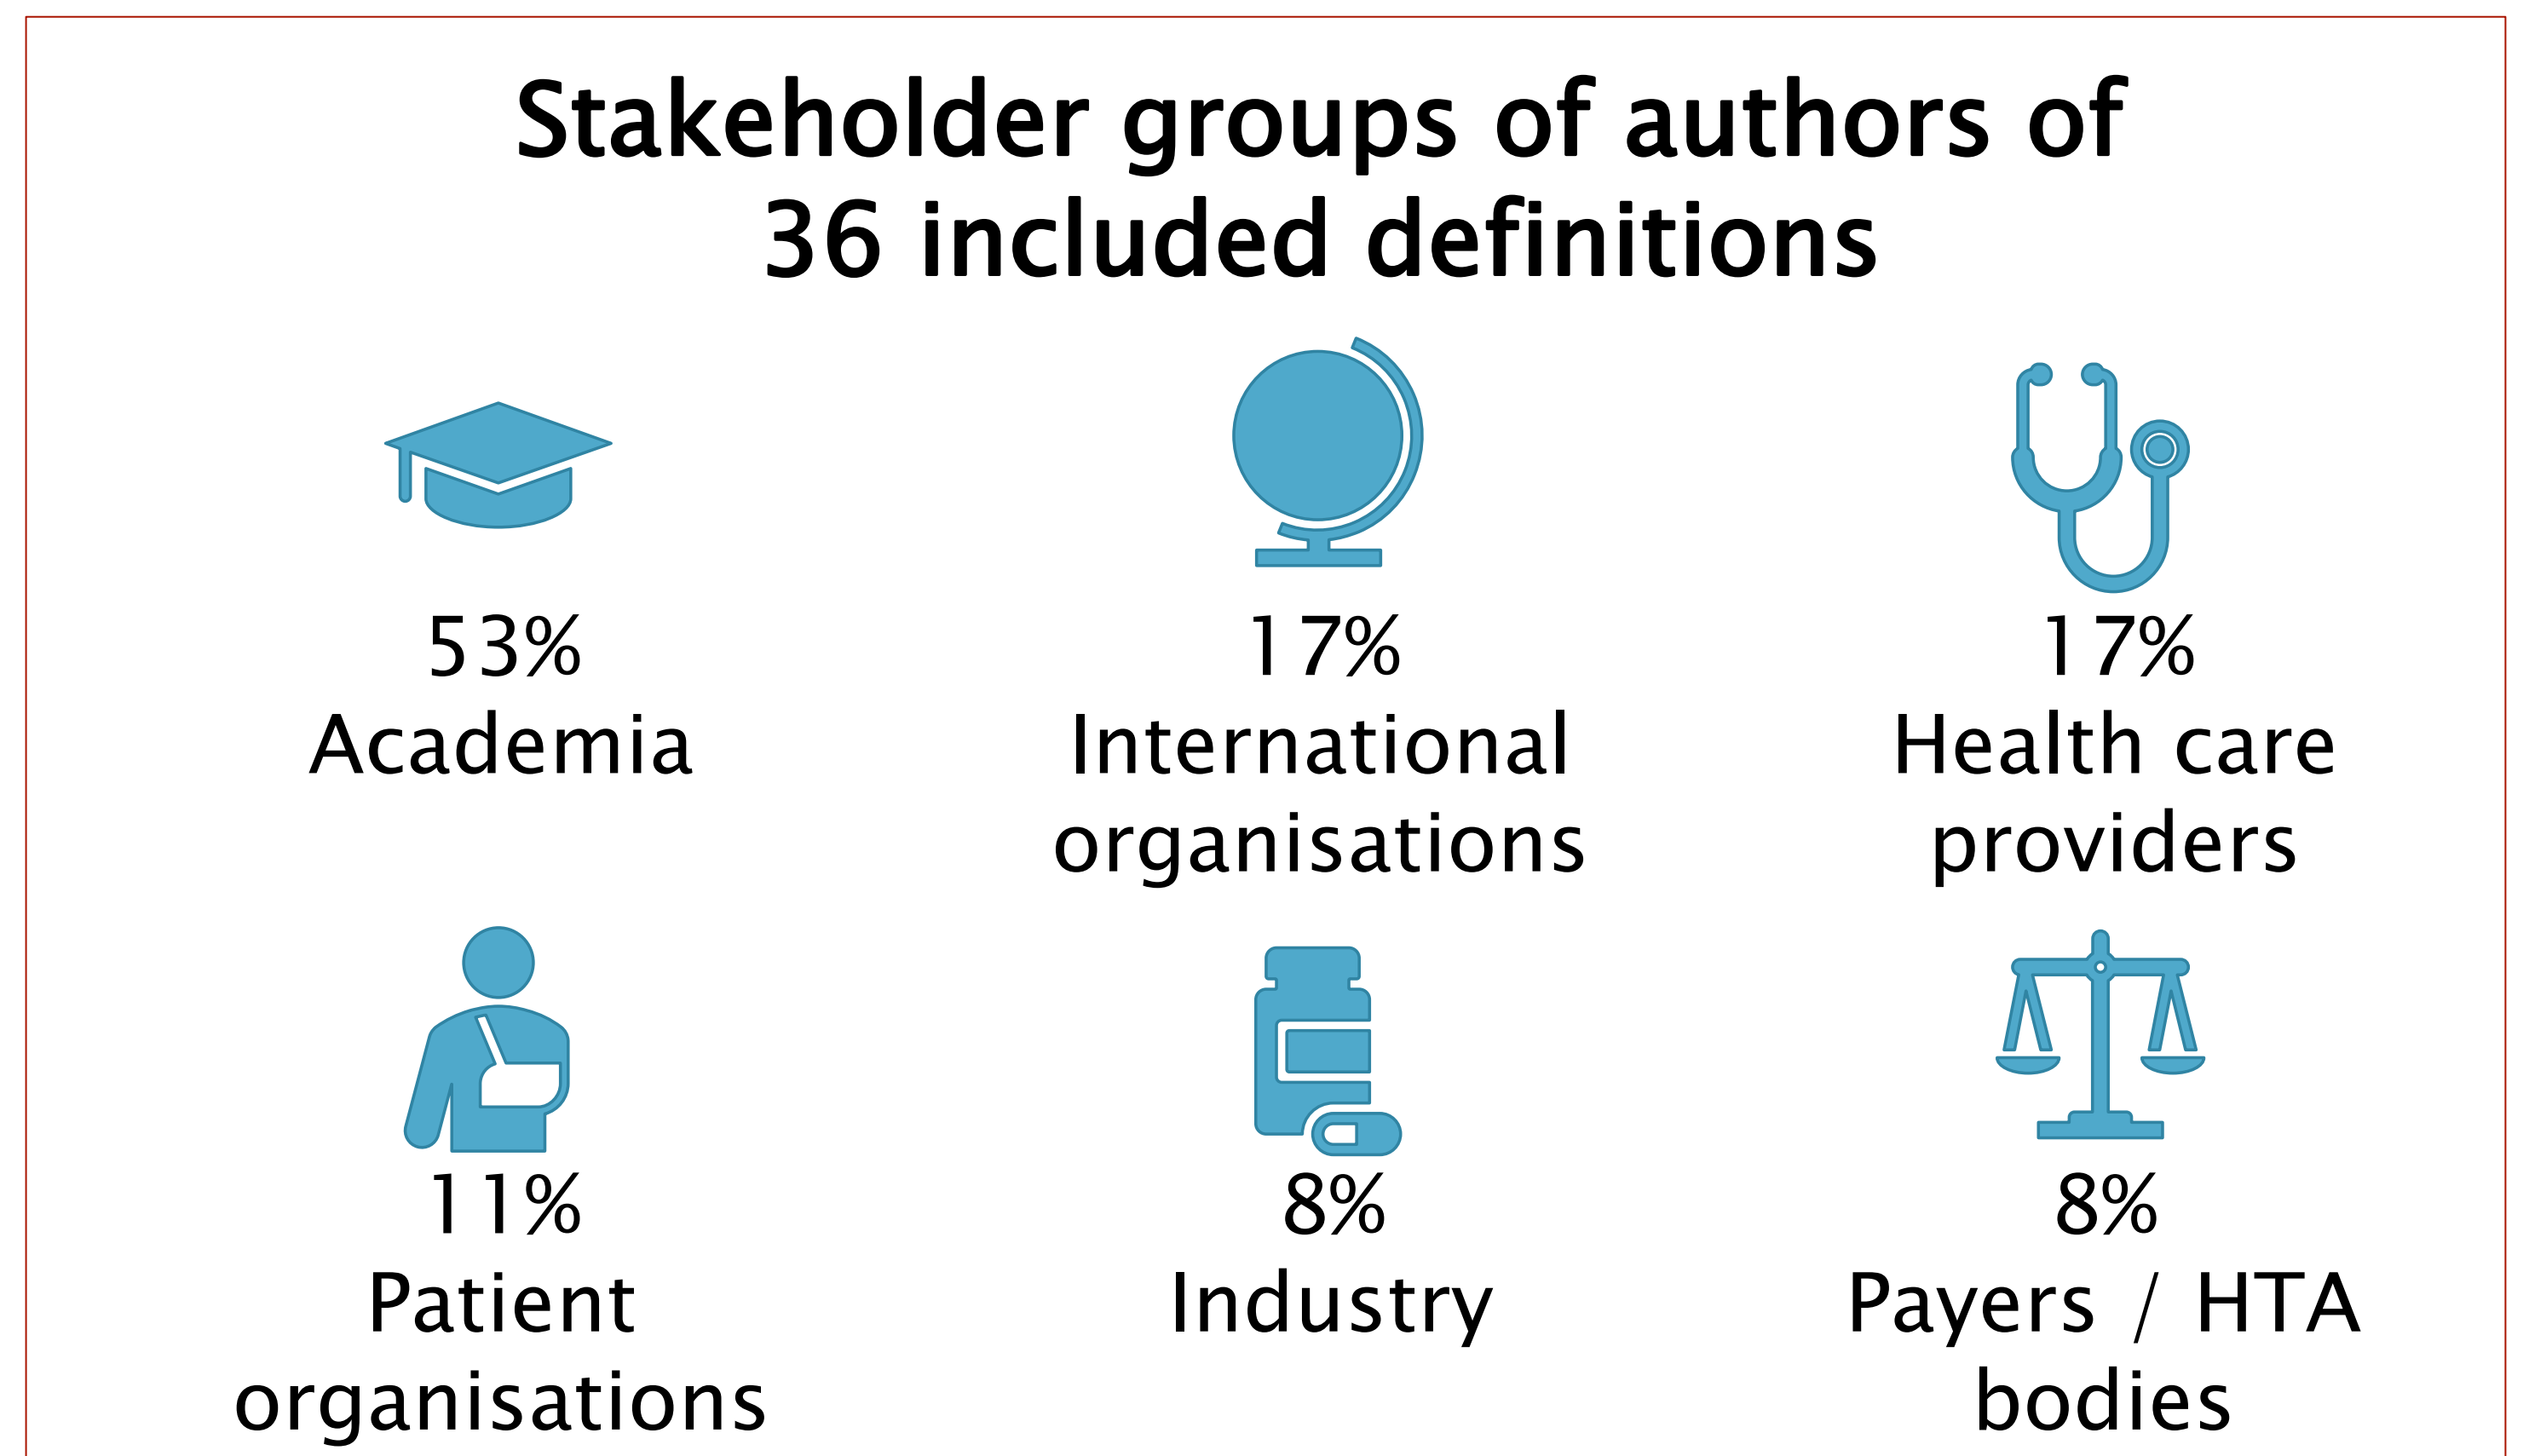 Stakeholder groups of authors of
36 included definitions
53%
Academia
17%
International
organisations
17%
Health care
providers
11%
Patient
organisations
8%
Industry
8%
Payers / HTA
bodies